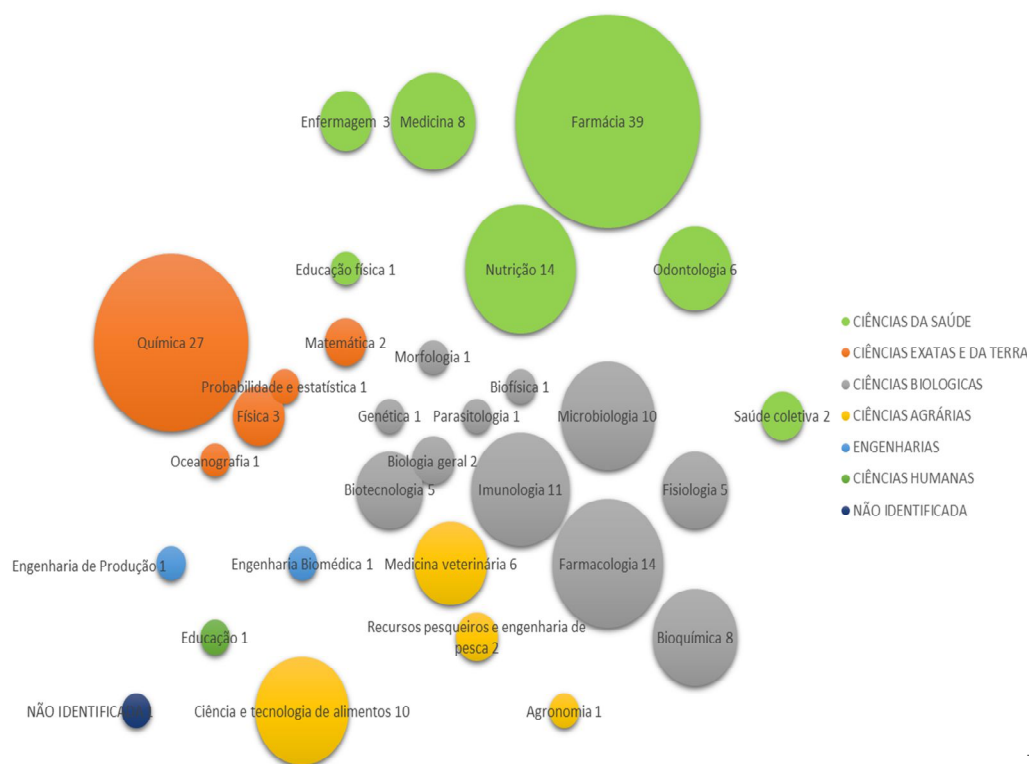 Enfermagem 3
Medicina 8
Farmácia 39
Educação física 1
Nutrição 14
Odontologia 6
Química 27
Matemática 2
Morfologia 1
Probabilidade e estatística 1
Biofísica 1
Física 3
Genética 1
Parasitologia 1
Microbiologia 10
Saúde coletiva 2
Oceanografia 1
Biologia geral 2
Biotecnologia 5
Imunologia 11
Fisiologia 5
Engenharia de Produção 1
Engenharia Biomédica 1
Medicina veterinária 6
Farmacologia 14
Educação 1
Recursos pesqueiros e engenharia de
pesca 2
Bioquímica 8
NÃO IDENTIFICADA 1
Ciência e tecnologia de alimentos 10
Agronomia 1
CIÊNCIAS DA SAÚDE
CIÊNCIAS EXATAS E DA TERRA
CIÊNCIAS BIOLOGICAS
CIÊNCIAS AGRÁRIAS
ENGENHARIAS
CIÊNCIAS HUMANAS
NÃO IDENTIFICADA